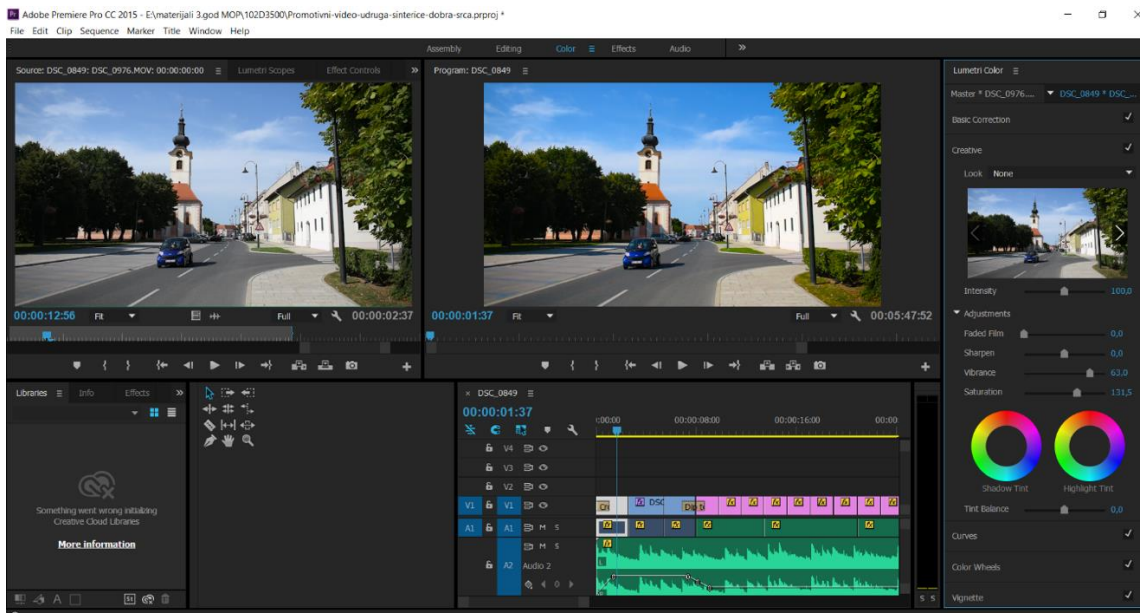 Adobe Premiere Pro CC 2015 - E:\materijali 3.god MOP\102D3500\Promotivni-video-udruga-sinterice-dobra-srca.prproj *
File Edit Clip Sequence Marker Title Window Help
Assembly Editing Color Effects Audio
Source: DSC_0849: DSC_0976.MOV: 00:00:00:00 Lumetri Scopes Effect Controls
Program: DSC_0849
Lumetri Color
Master * DSC_0976.... DSC_0849 * DSC_...
Basic Correction
Creative
Look None
Intensity 100,0
Adjustments
Faded Film 0,0
Sharpen 0,0
Vibrance 63,0
Saturation 131,5
Shadow Tint Highlight Tint
Tint Balance 0,0
Curves
Color Wheels
Vignette
00:00:12:56 Fit Full 00:00:02:37
00:00:01:37 Fit Full 00:05:47:52
Libraries Info Effects
Something went wrong initializing
Creative Cloud Libraries
More information
× DSC_0849
00:00:01:37
:00:00 00:00:08:00 00:00:16:00 00:00
V4
V3
V2
V1 V1 DSC
A1 A1 M S
M S
A2 Audio 2
S S